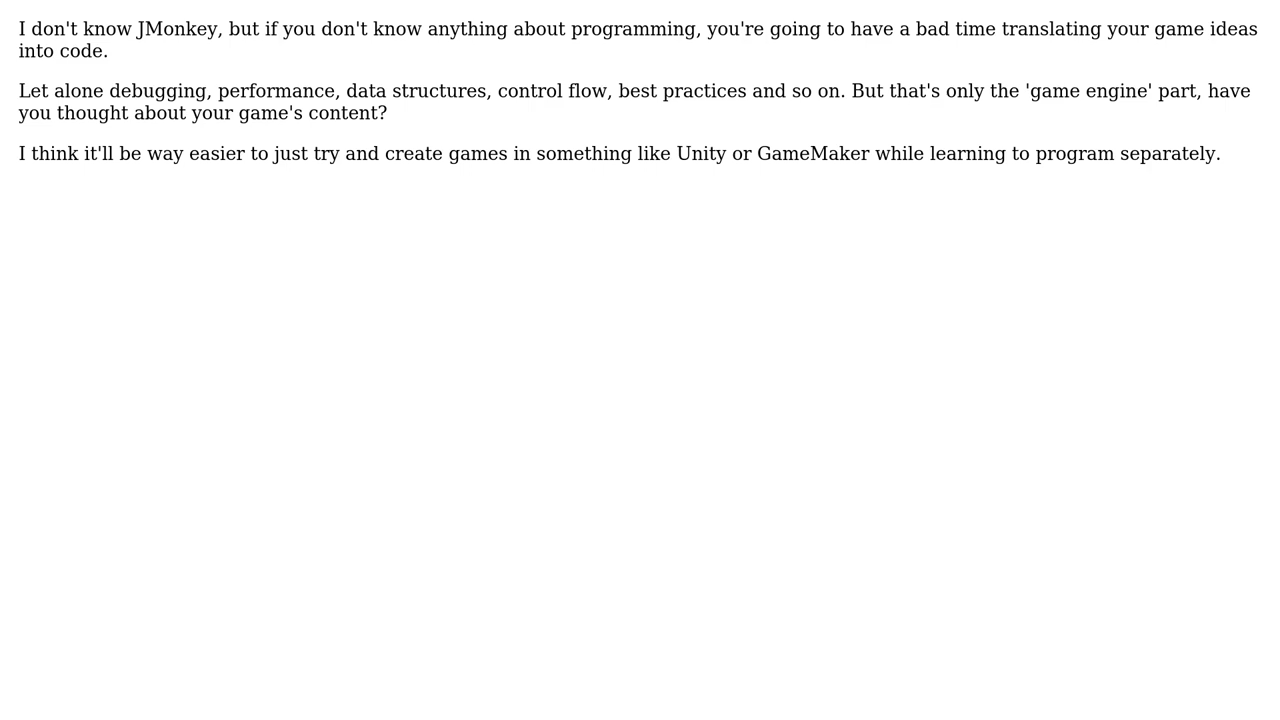 I don't know JMonkey, but if you don't know anything about programming, you're going to have a bad time translating your game ideas
into code.
Let alone debugging, performance, data structures, control flow, best practices and so on. But that's only the 'game engine' part, have
you thought about your game's content?
I think it'll be way easier to just try and create games in something like Unity or GameMaker while learning to program separately.